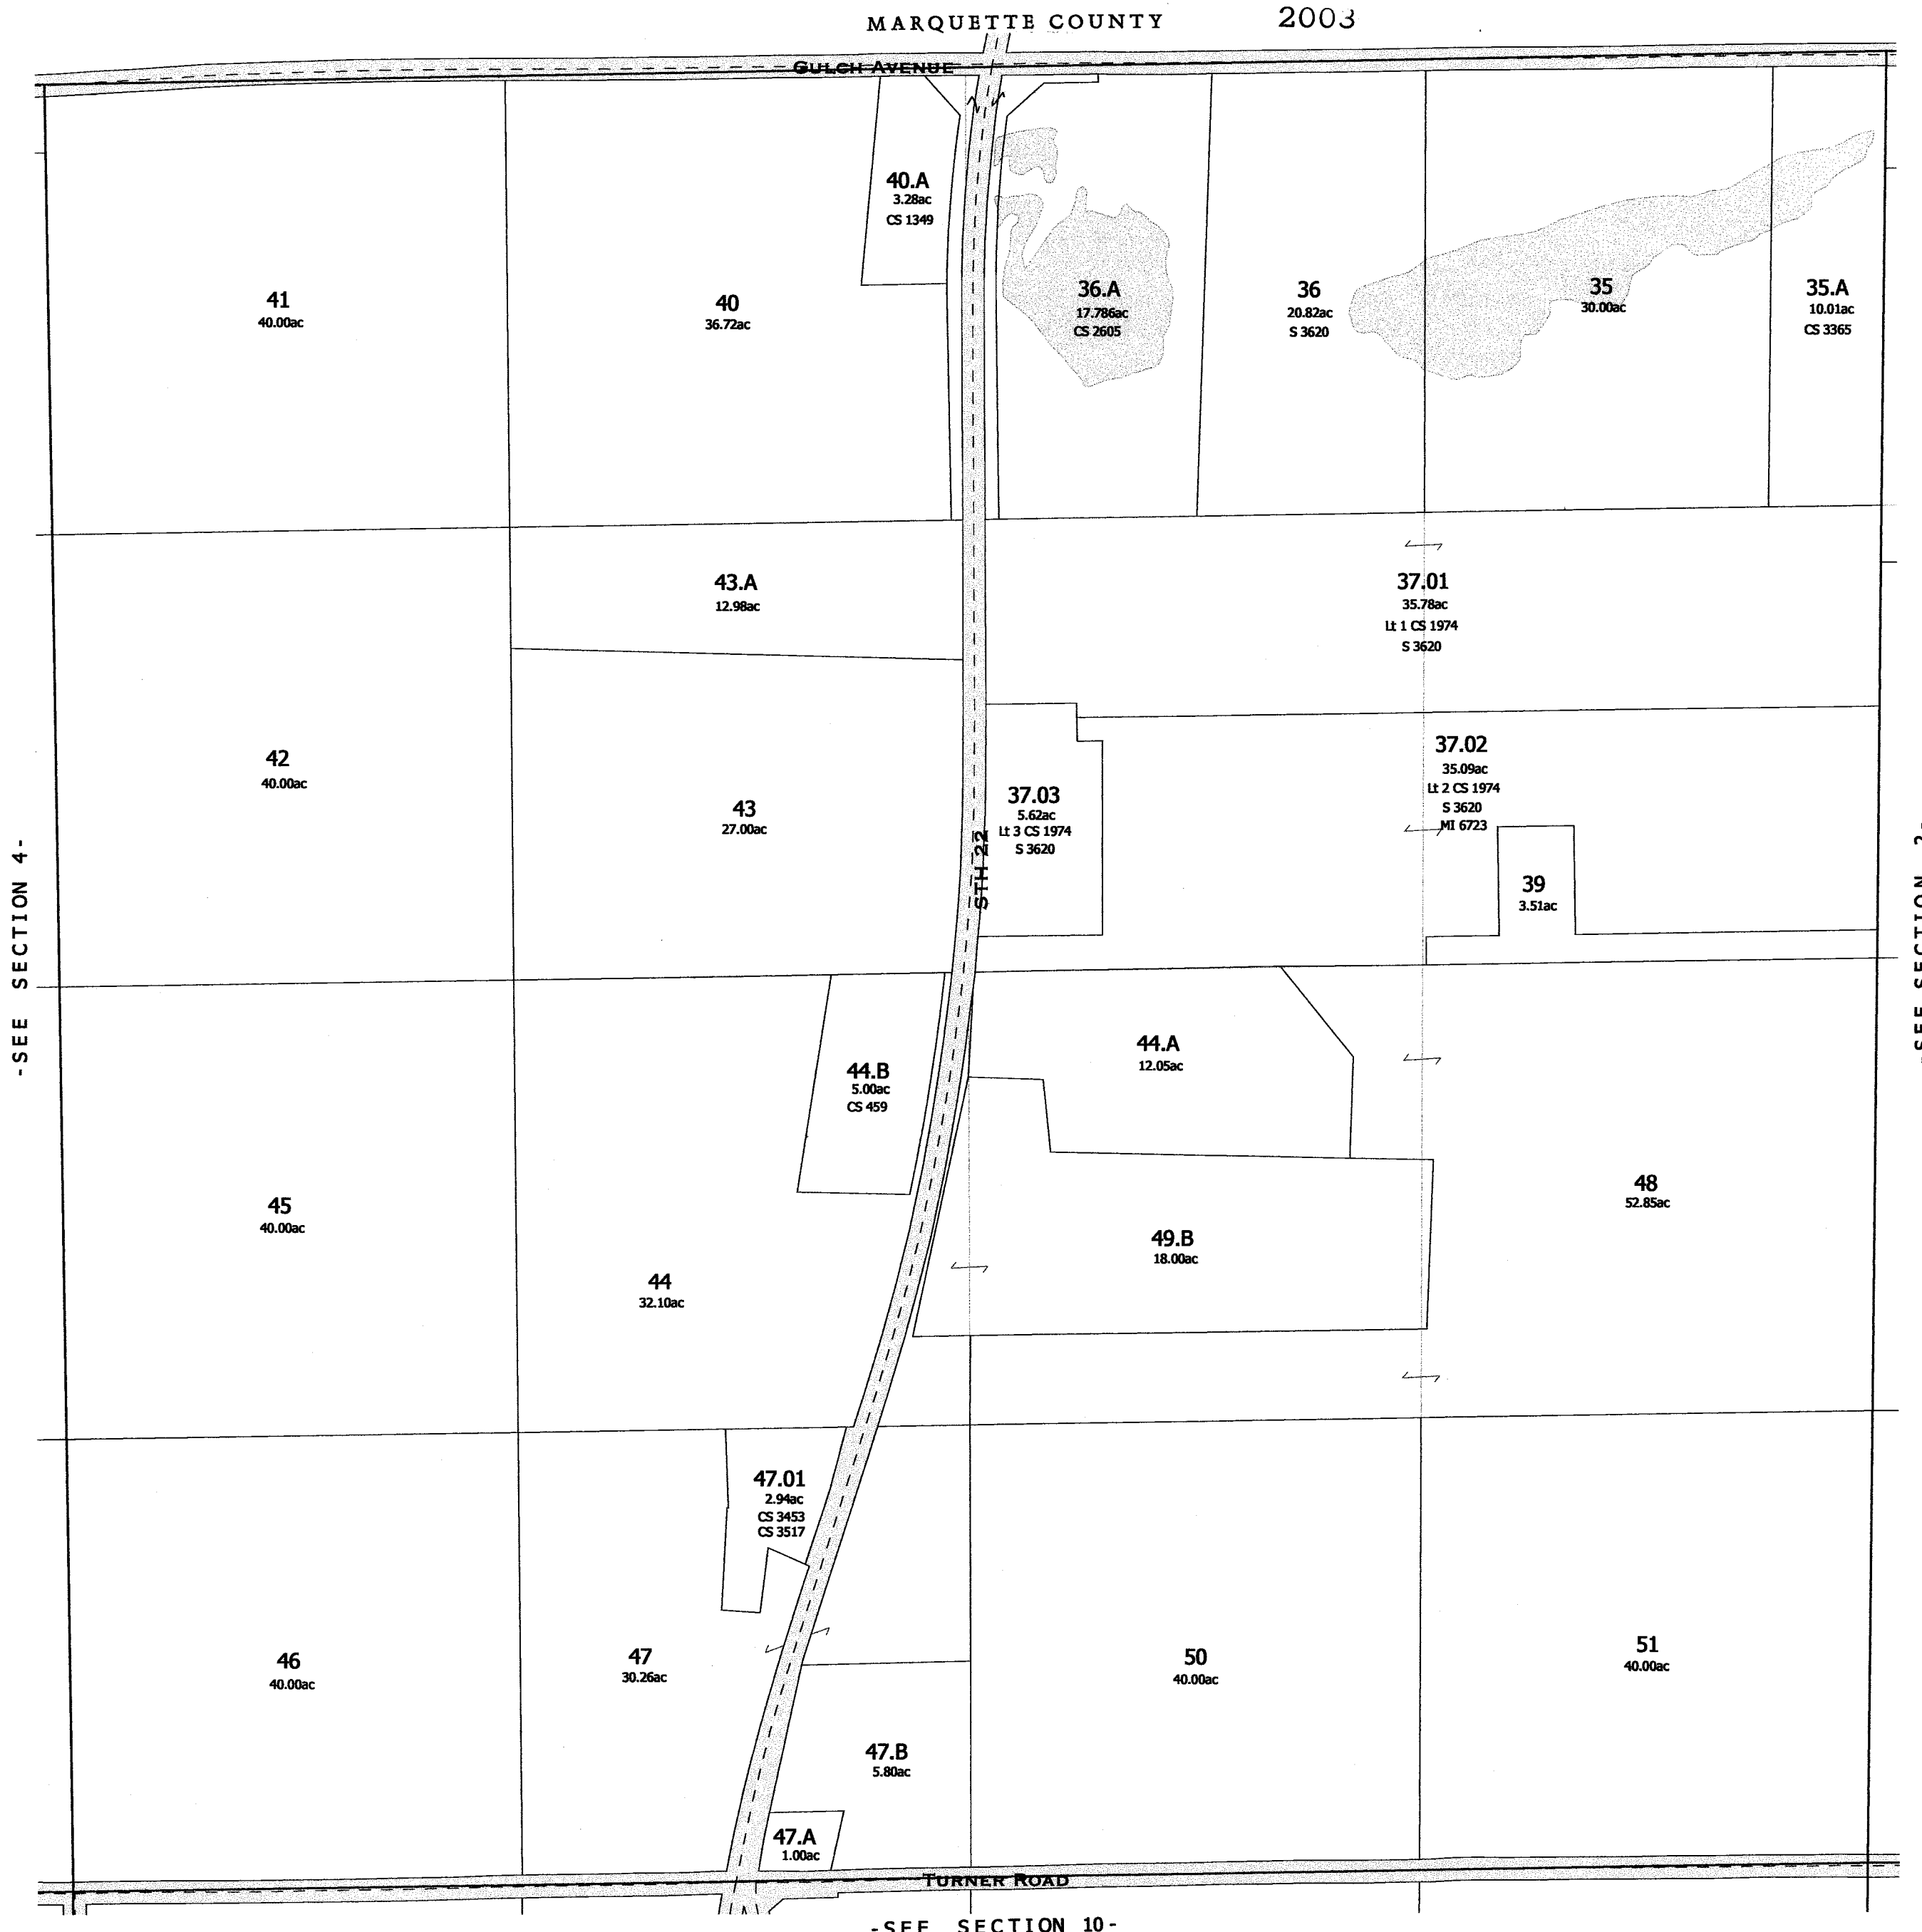 MARQUETTE COUNTY 2003
GULCH AVENUE
40.A
3.28ac
CS 1349
41
40.00ac
40
36.72ac
36.A
17.786ac
CS 2605
36
20.82ac
S 3620
35
30.00ac
35.A
10.01ac
CS 3365
43.A
12.98ac
37.01
35.78ac
Lt 1 CS 1974
S 3620
42
40.00ac
43
27.00ac
STH 22
37.03
5.62ac
Lt 3 CS 1974
S 3620
37.02
35.09ac
Lt 2 CS 1974
S 3620
MI 6723
39
3.51ac
-SEE SECTION 4-
44.B
5.00ac
CS 459
44.A
12.05ac
45
40.00ac
44
32.10ac
49.B
18.00ac
48
52.85ac
47.01
2.94ac
CS 3453
CS 3517
46
40.00ac
47
30.26ac
50
40.00ac
51
40.00ac
47.B
5.80ac
47.A
1.00ac
TURNER ROAD
-SEE SECTION 10-